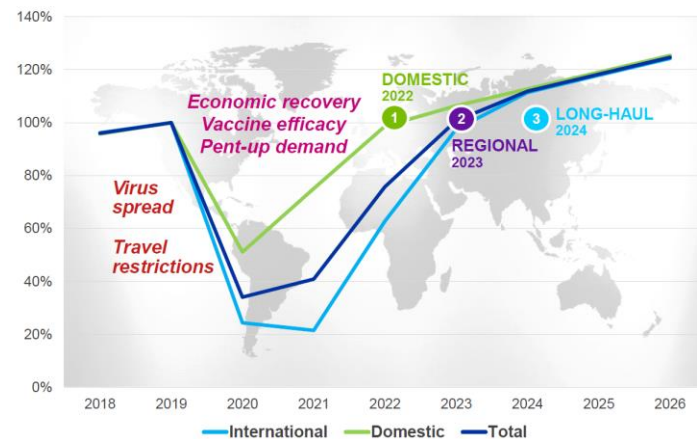 140%
120%
100%
80%
60%
40%
20%
0%
Economic recovery
Vaccine efficacy
Pent-up demand
Virus
spread
Travel
restrictions
DOMESTIC
2022
1
2
REGIONAL
2023
3
LONG-HAUL
2024
2018 2019 2020 2021 2022 2023 2024 2025 2026
International Domestic Total